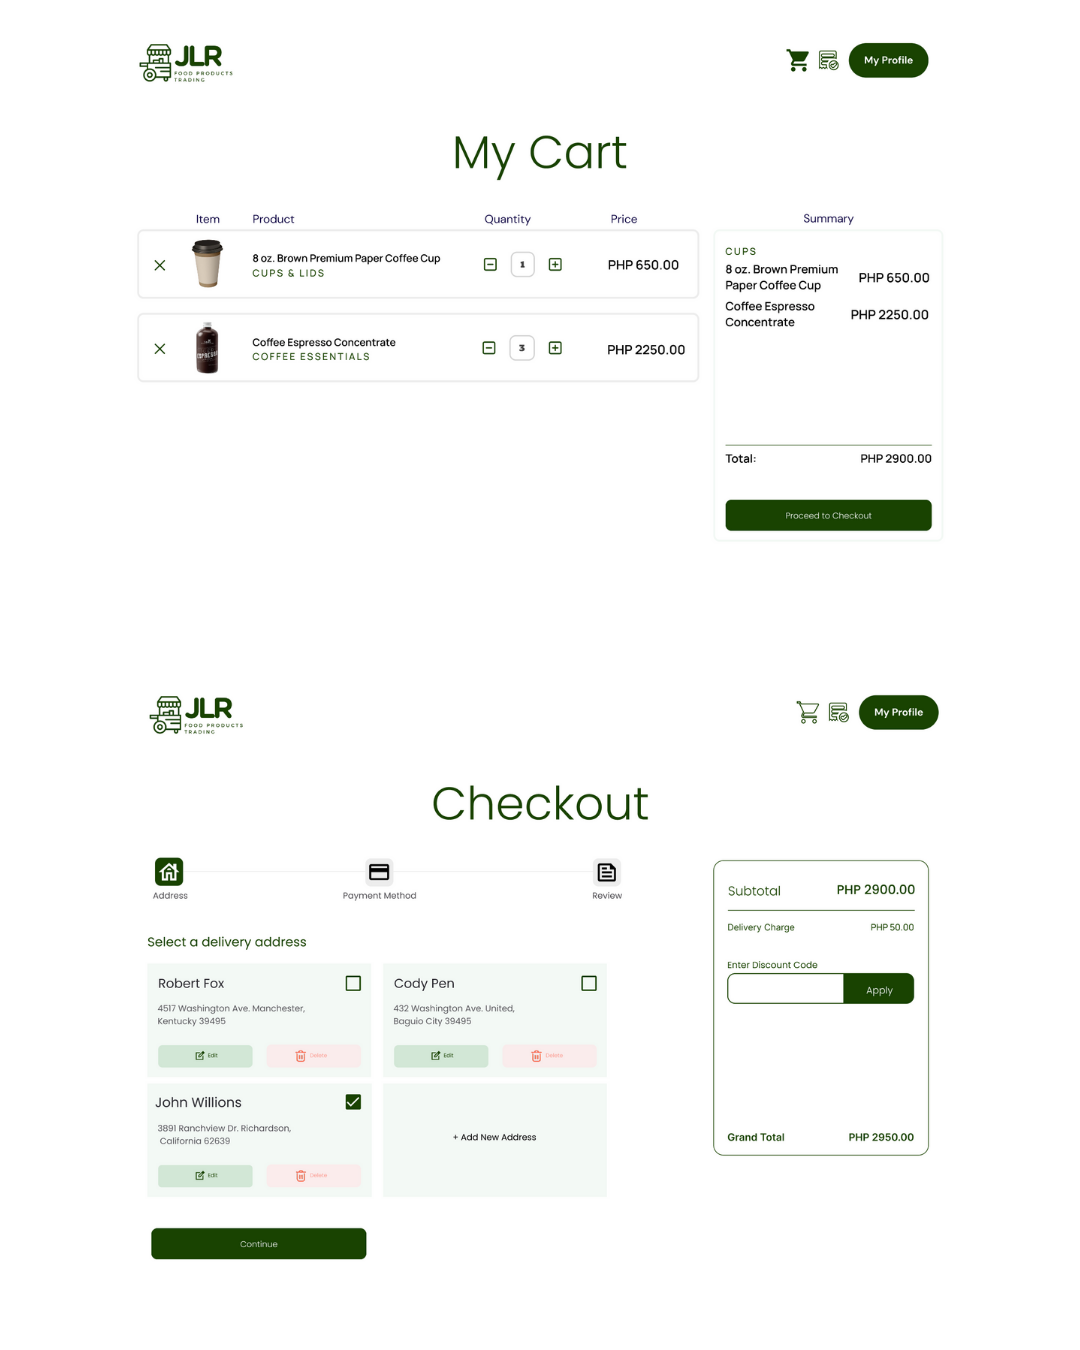 JLR
FOOD PRODUCTS
TRADING
My Profile
My Cart
Item Product Quantity Price Summary
8 oz. Brown Premium Paper Coffee Cup
CUPS & LIDS
1
PHP 650.00
ESPRESSO
Coffee Espresso Concentrate
COFFEE ESSENTIALS
3
PHP 2250.00
CUPS
8 oz. Brown Premium
Paper Coffee Cup
PHP 650.00
Coffee Espresso
Concentrate
PHP 2250.00
Total: PHP 2900.00
Proceed to Checkout
JLR
FOOD PRODUCTS
TRADING
My Profile
Checkout
Address Payment Method Review
Select a delivery address
Robert Fox
4517 Washington Ave. Manchester,
Kentucky 39495
Edit Delete
Cody Pen
432 Washington Ave. United,
Baguio City 39495
Edit Delete
John Willions
3891 Ranchview Dr. Richardson,
California 62639
Edit Delete
+ Add New Address
Continue
Subtotal PHP 2900.00
Delivery Charge PHP 50.00
Enter Discount Code
Apply
Grand Total PHP 2950.00